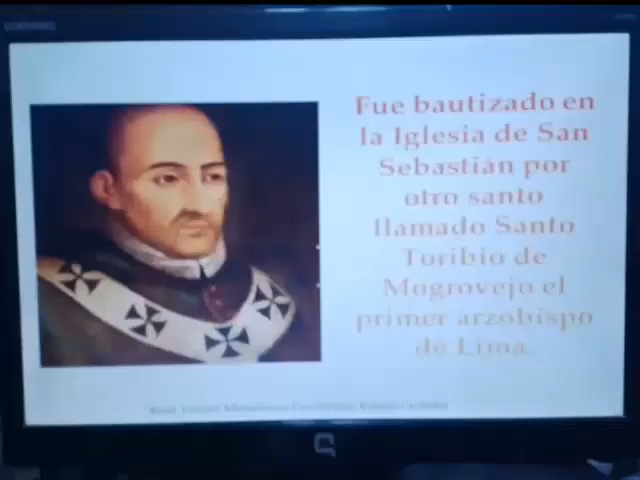 Fue bautizado en
la Iglesia de San
Sebastián por
otro santo
llamado Santo
Toribio de
Mogrovejo el
primer arzobispo
de Lima